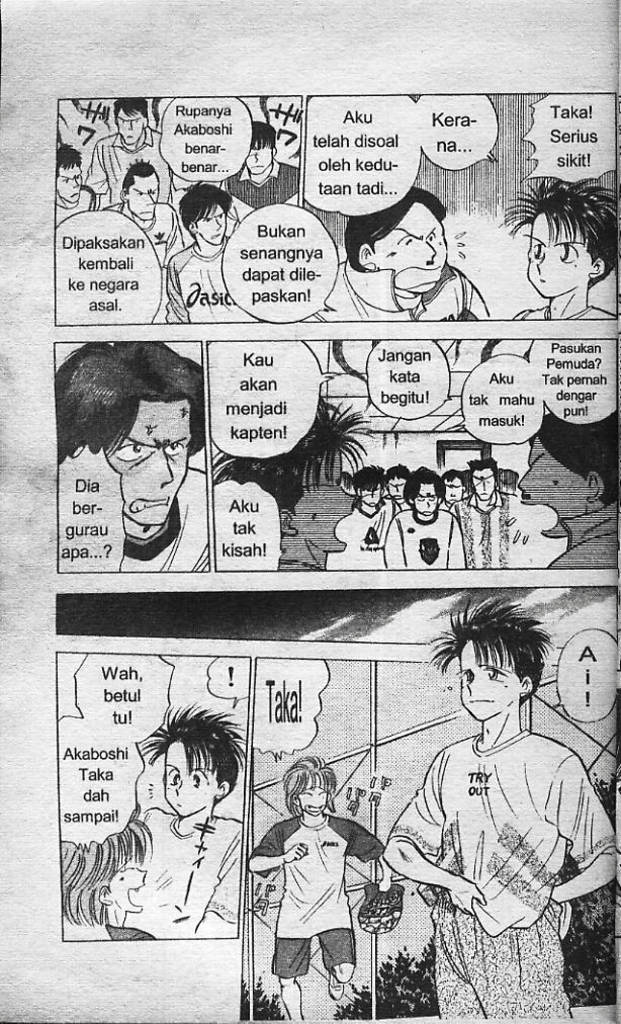 Taka!
Serius
sikit!
Kera-
na...
Aku
telah disoal
oleh kedu-
taan tadi...
Rupanya
Akaboshi
benar-
benar...
Bukan
senangnya
dapat dile-
paskan!
asics
Dipaksakan
kembali
ke negara
asal.
Pasukan
Pemuda?
Tak pernah
dengar
pun!
Aku
tak mahu
masuk!
Jangan
kata
begitu!
Kau
akan
menjadi
kapten!
Aku
tak
kisah!
Dia
ber-
gurau
apa...?
A
i
!
TRY
OUT
Taka!
!
Wah,
betul
tu!
Akaboshi
Taka
dah
sampai!